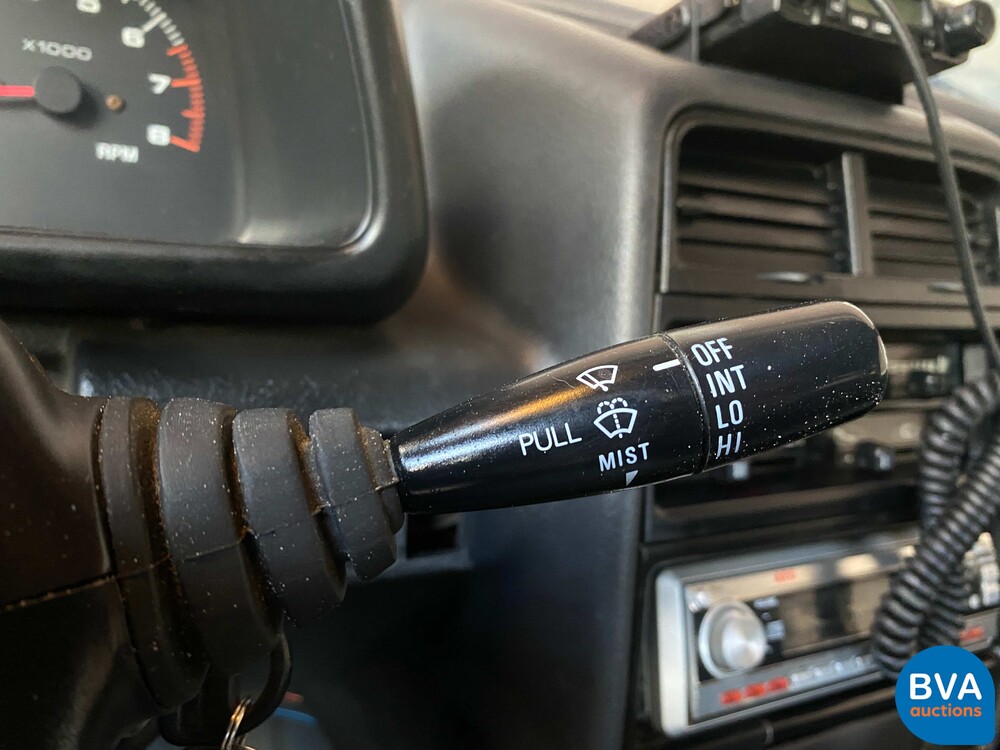 6
X1000
7
8
RPM
OFF
INT
LO
HI
PULL
MIST
BVA
auctions